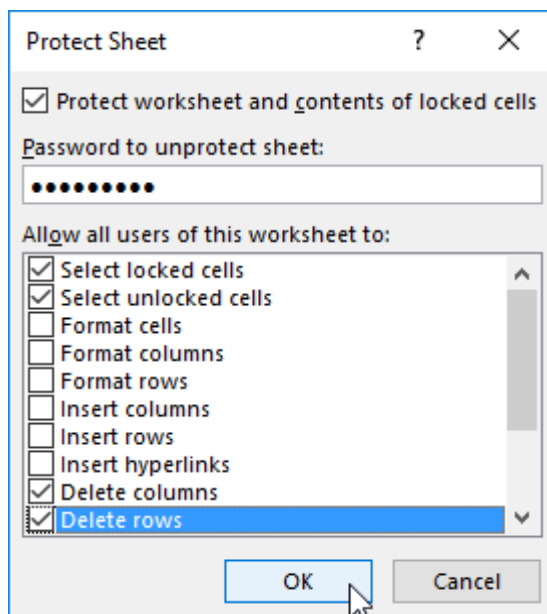 Protect Sheet ?
Protect worksheet and contents of locked cells
Password to unprotect sheet:
•••••••••
Allow all users of this worksheet to:
Select locked cells
Select unlocked cells
Format cells
Format columns
Format rows
Insert columns
Insert rows
Insert hyperlinks
Delete columns
Delete rows
OK Cancel